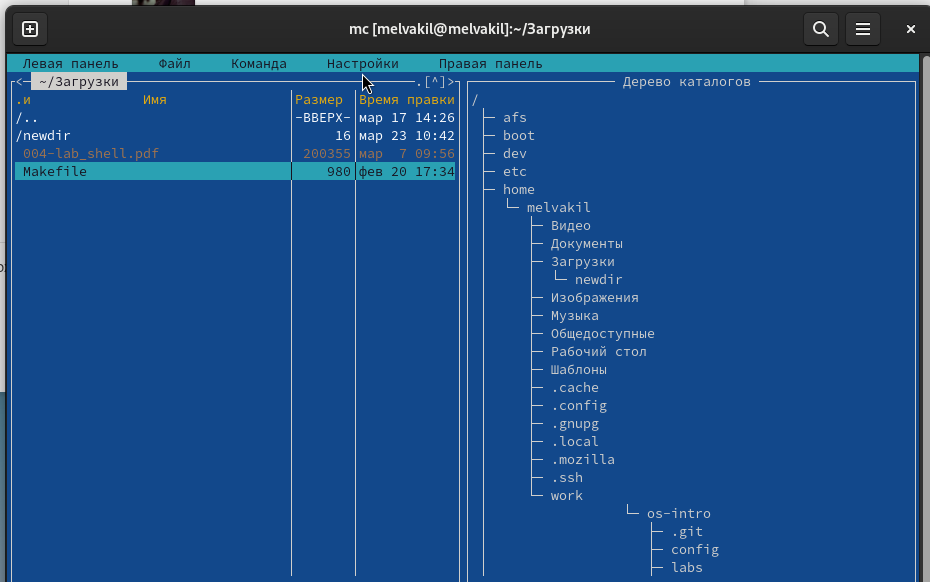 mc [melvakil@melvakil]:~/Загрузки
Левая панель Файл Команда Настройки Правая панель
<— ~/Загрузки .[^]>
.и Имя Размер Время правки
/.. -ВВЕРХ- мар 17 14:26
/newdir 16 мар 23 10:42
004-lab_shell.pdf 200355 мар 7 09:56
Makefile 980 фев 20 17:34
Дерево каталогов
/
afs
boot
dev
etc
home
melvakil
Видео
Документы
Загрузки
newdir
Изображения
Музыка
Общедоступные
Рабочий стол
Шаблоны
.cache
.config
.gnupg
.local
.mozilla
.ssh
work
os-intro
.git
config
labs